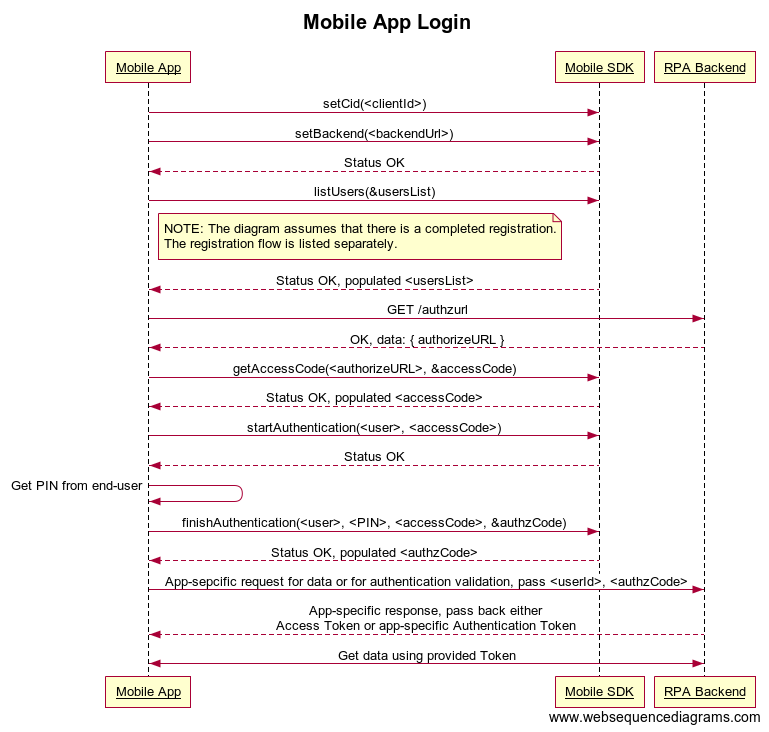 Mobile App Login
Mobile App
Mobile SDK
RPA Backend
setCid(<clientId>)
setBackend(<backendUrl>)
Status OK
listUsers(&usersList)
NOTE: The diagram assumes that there is a completed registration.
The registration flow is listed separately.
Status OK, populated <usersList>
GET /authzurl
OK, data: { authorizeURL }
getAccessCode(<authorizeURL>, &accessCode)
Status OK, populated <accessCode>
startAuthentication(<user>, <accessCode>)
Status OK
Get PIN from end-user
finishAuthentication(<user>, <PIN>, <accessCode>, &authzCode)
Status OK, populated <authzCode>
App-sepcific request for data or for authentication validation, pass <userId>, <authzCode>
App-specific response, pass back either
Access Token or app-specific Authentication Token
Get data using provided Token
Mobile App
Mobile SDK
RPA Backend
www.websequencediagrams.com